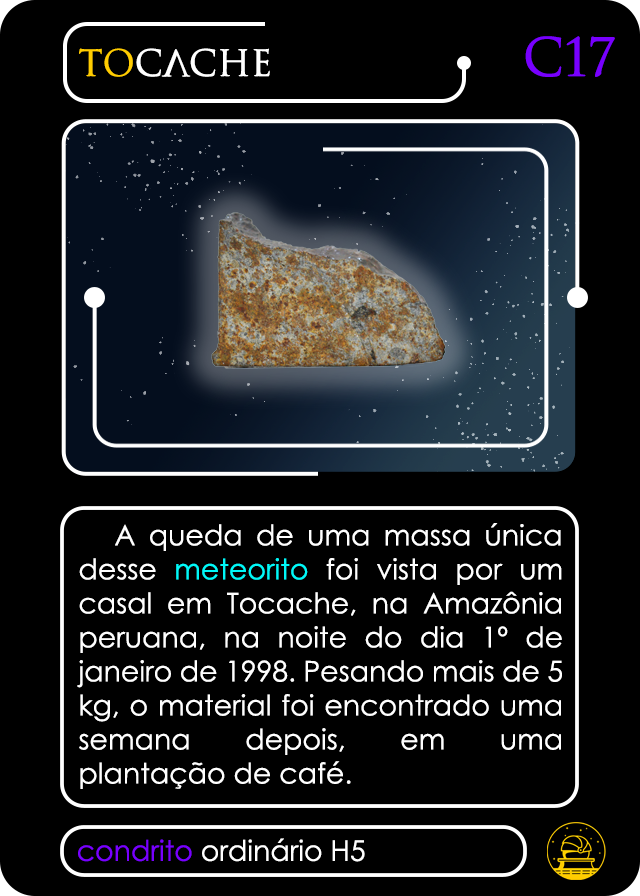 TOCACHE
C17
A queda de uma massa única
desse meteorito foi vista por um
casal em Tocache, na Amazônia
peruana, na noite do dia 1º de
janeiro de 1998. Pesando mais de 5
kg, o material foi encontrado uma
semana depois, em uma
plantação de café.
condrito ordinário H5